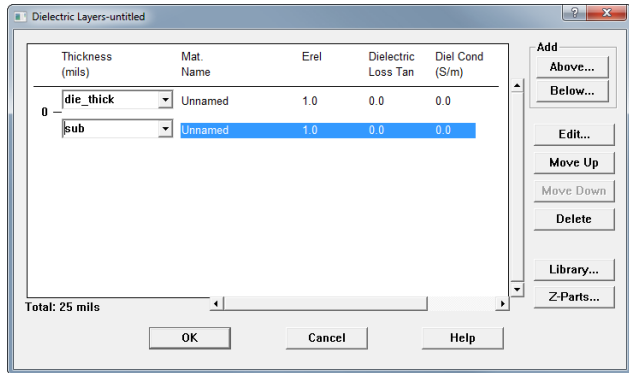 Dielectric Layers-untitled
Thickness (mils) Mat. Name Erel Dielectric Loss Tan Diel Cond (S/m)
die_thick Unnamed 1.0 0.0 0.0
0
sub Unnamed 1.0 0.0 0.0
Total: 25 mils
OK Cancel Help
Add
Above...
Below...
Edit...
Move Up
Move Down
Delete
Library...
Z-Parts...